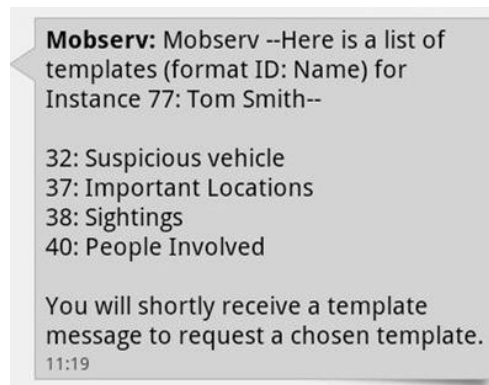 Mobserv: Mobserv --Here is a list of
templates (format ID: Name) for
Instance 77: Tom Smith--
32: Suspicious vehicle
37: Important Locations
38: Sightings
40: People Involved
You will shortly receive a template
message to request a chosen template.
11:19